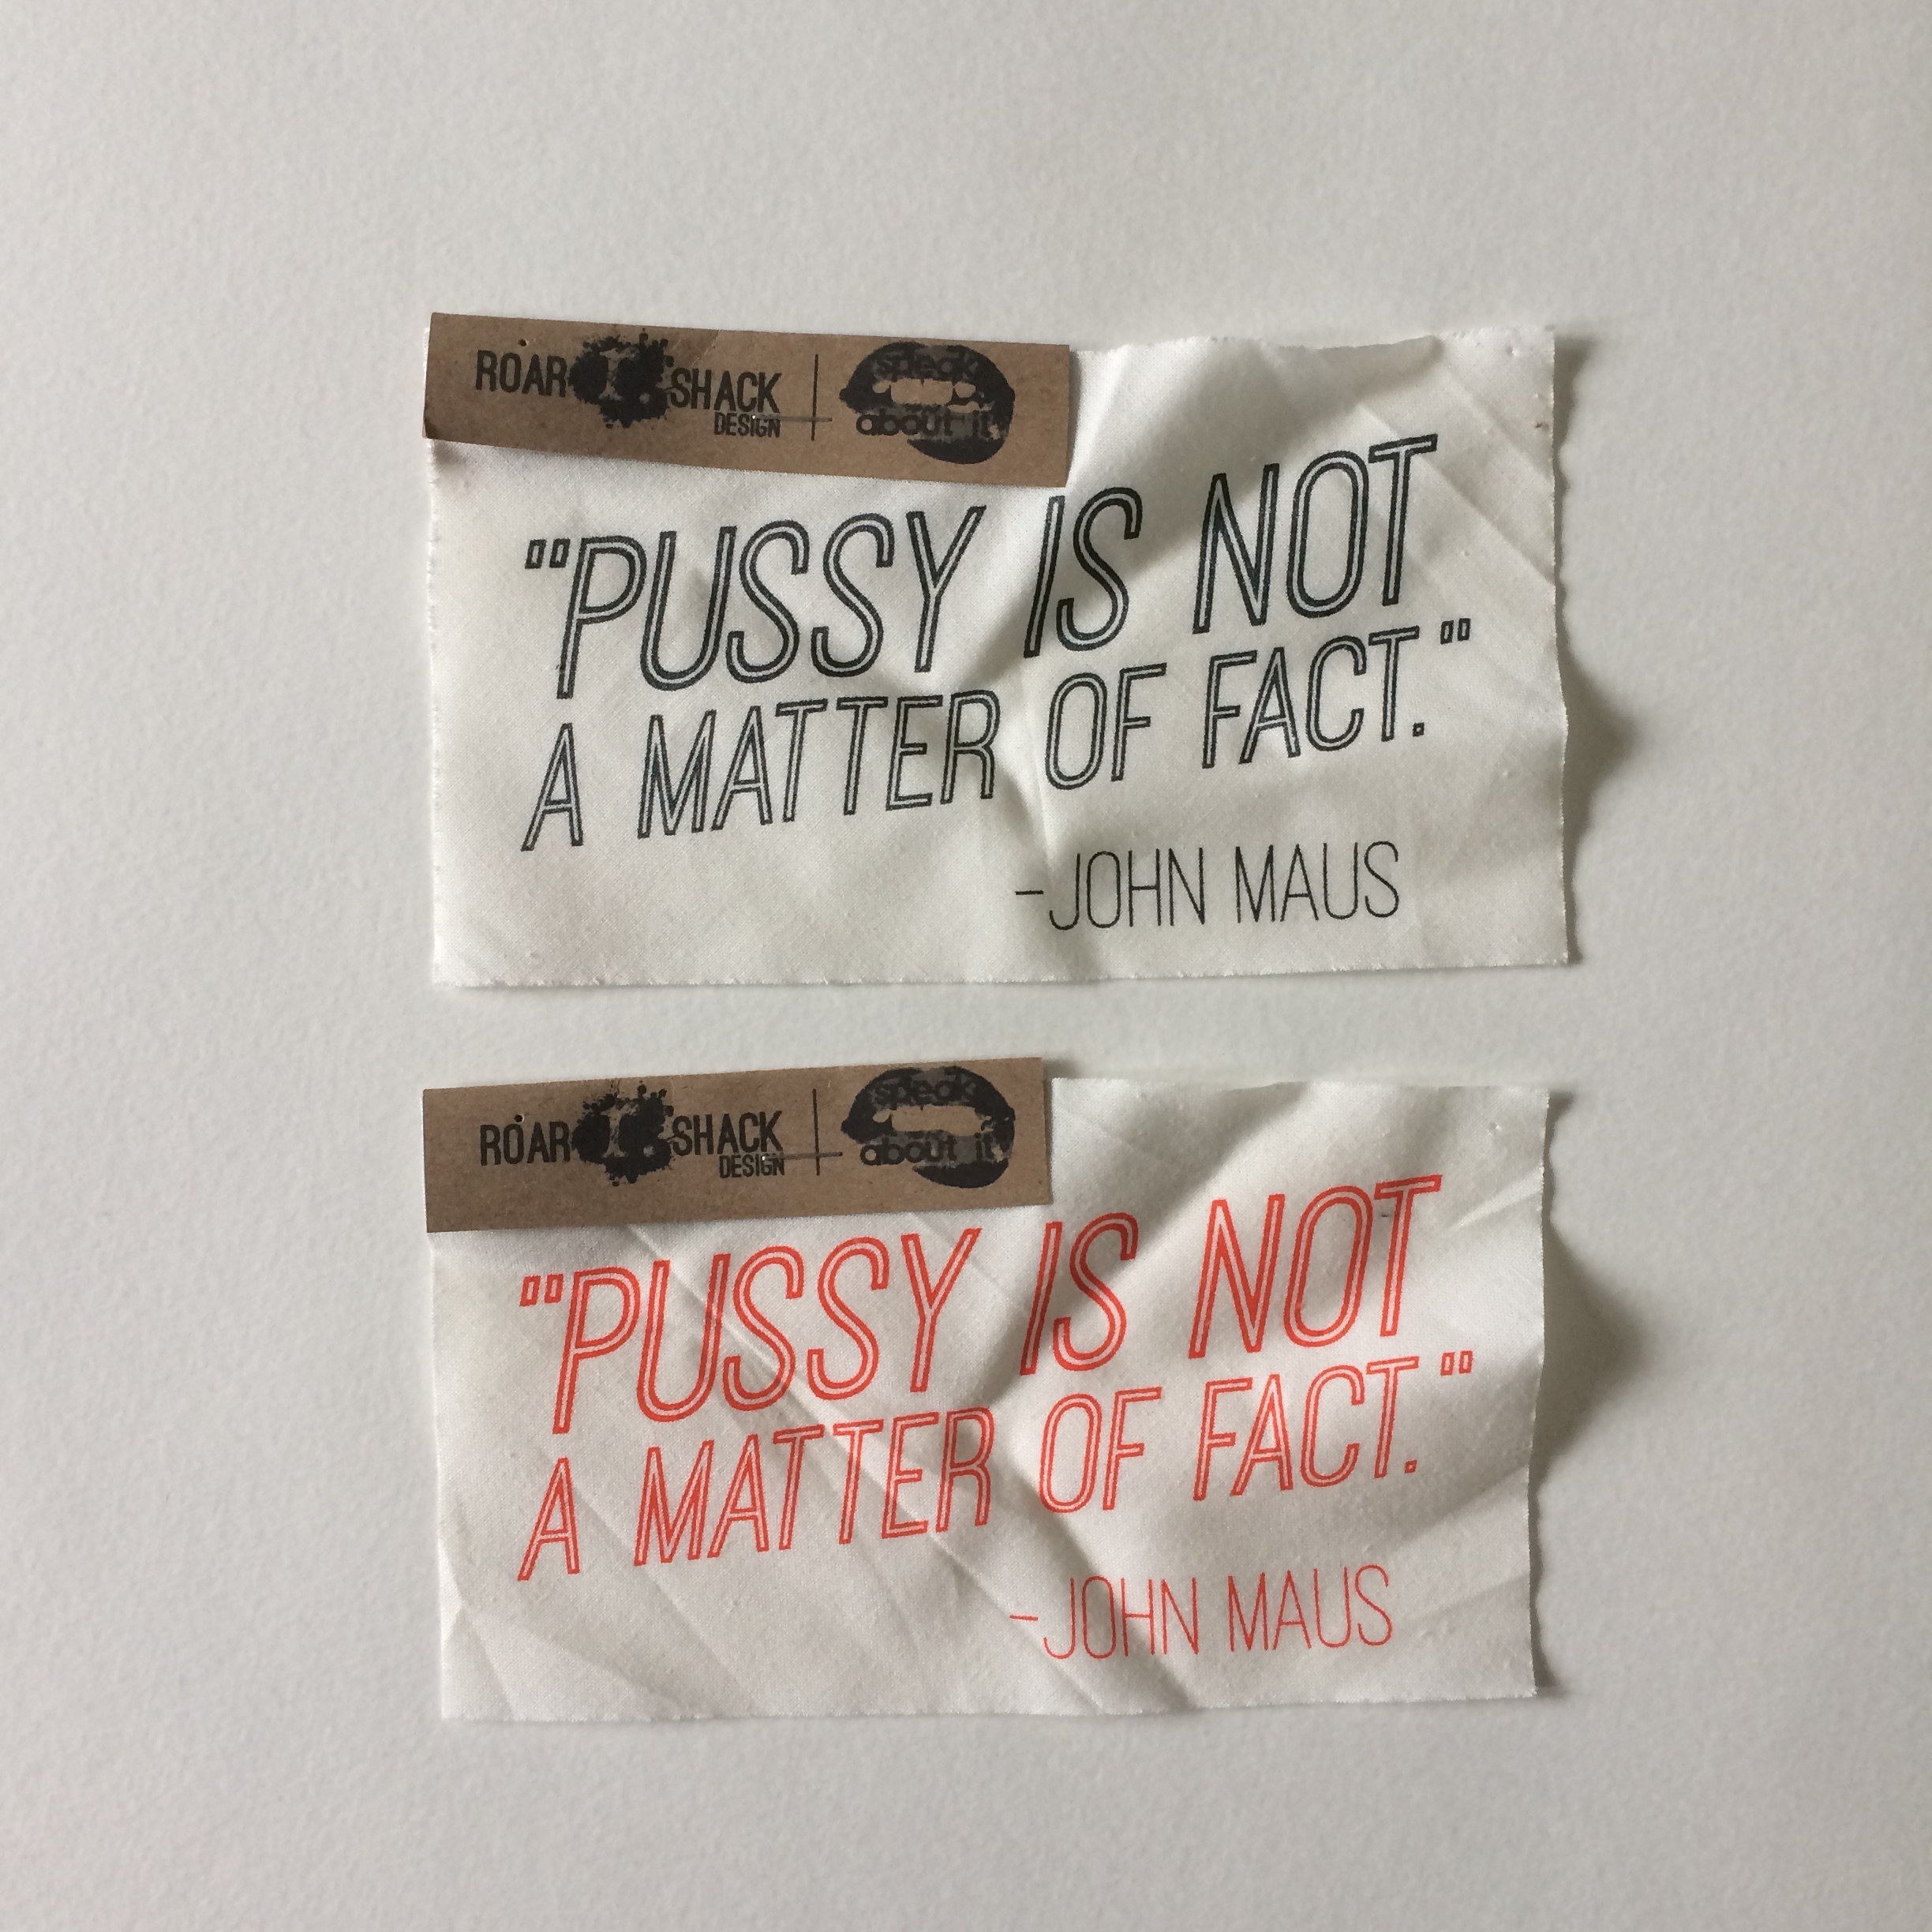 ROAR SHACK
DESIGN
speak
about it
"PUSSY IS NOT
A MATTER OF FACT."
-JOHN MAUS
ROAR SHACK
DESIGN
speak
about it
"PUSSY IS NOT
A MATTER OF FACT."
-JOHN MAUS